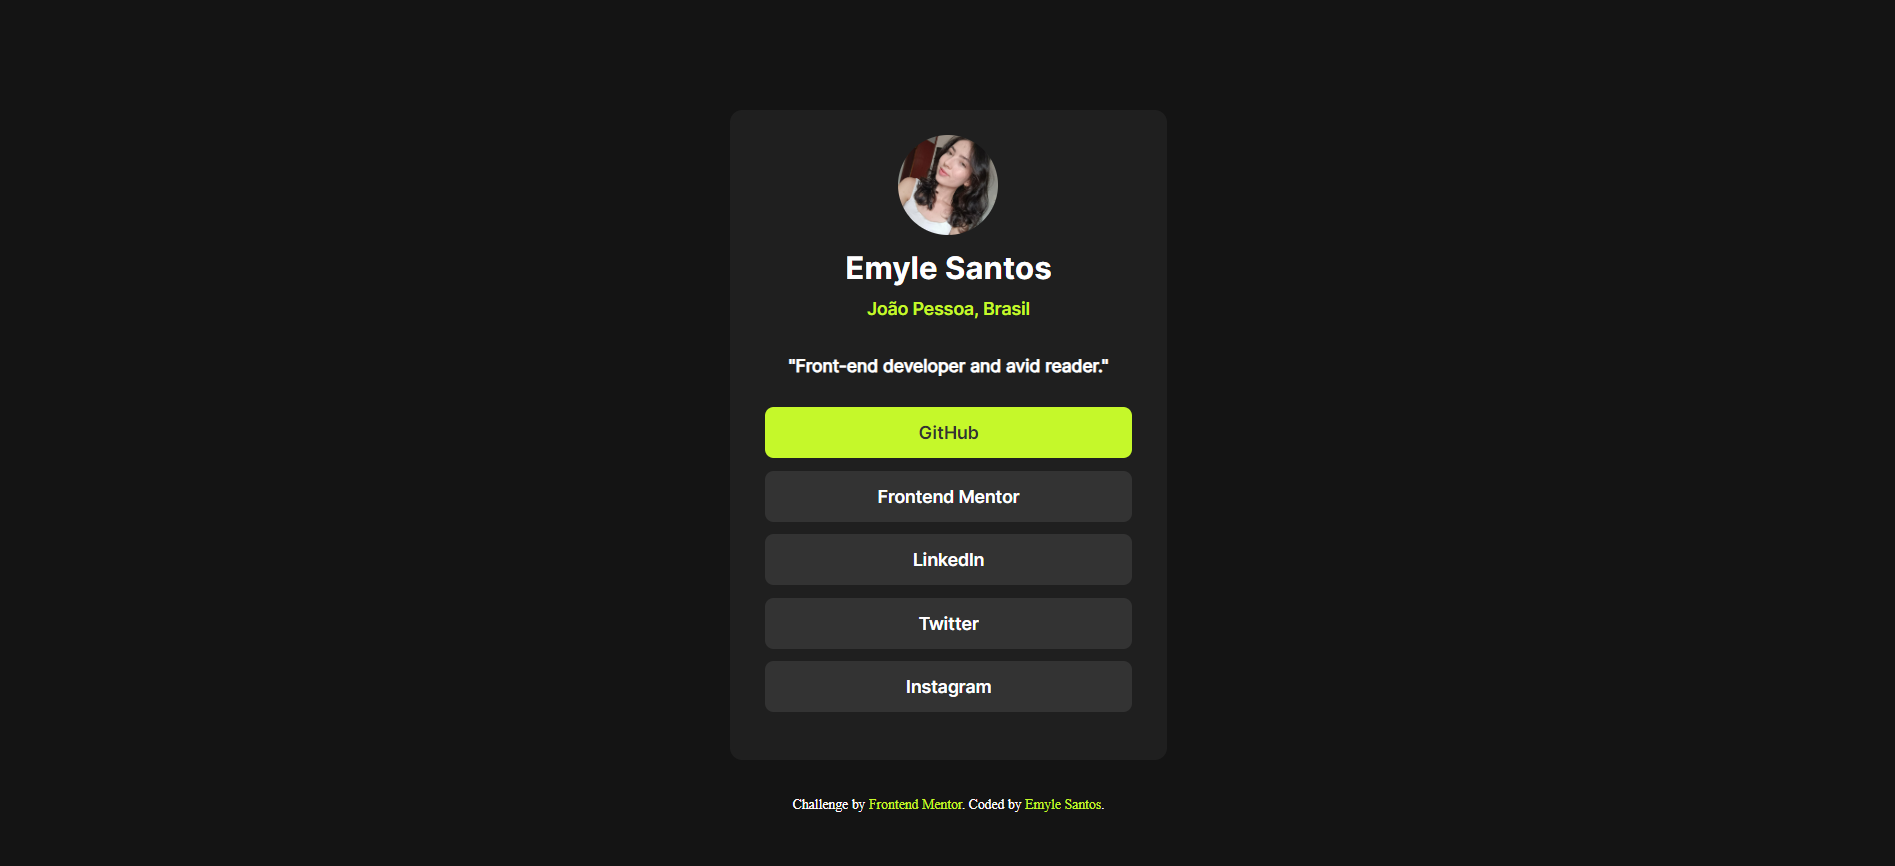 Emyle Santos
João Pessoa, Brasil
"Front-end developer and avid reader."
GitHub
Frontend Mentor
LinkedIn
Twitter
Instagram
Challenge by Frontend Mentor. Coded by Emyle Santos.